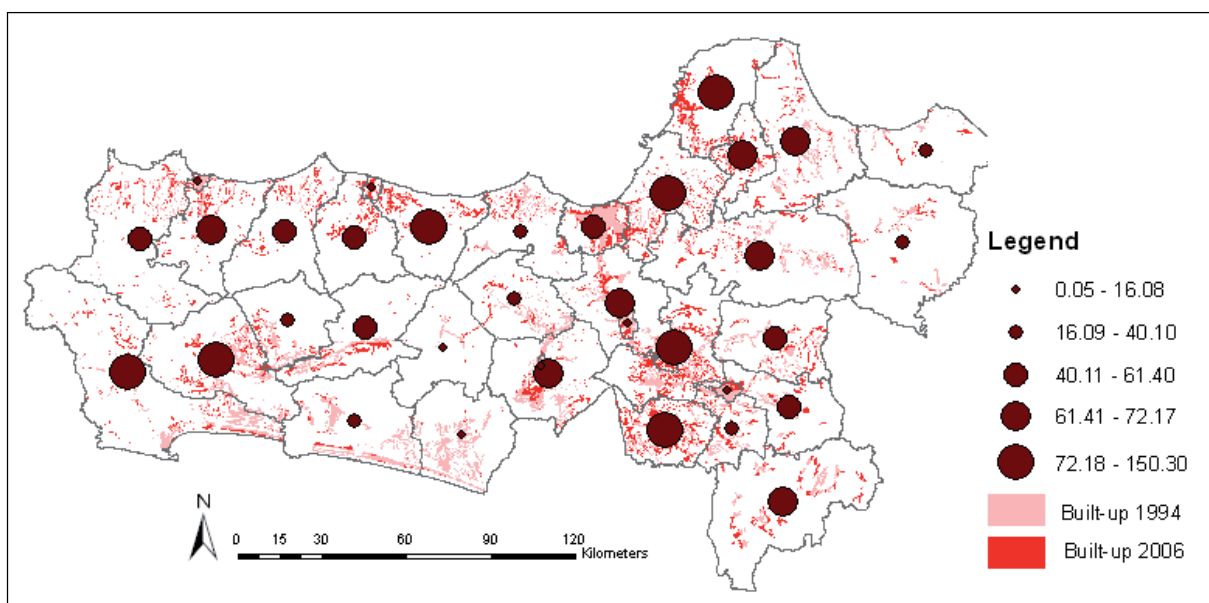 Legend
0.05 - 16.08
16.09 - 40.10
40.11 - 61.40
61.41 - 72.17
72.18 - 150.30
Built-up 1994
Built-up 2006
N
0 15 30 60 90 120
Kilometers